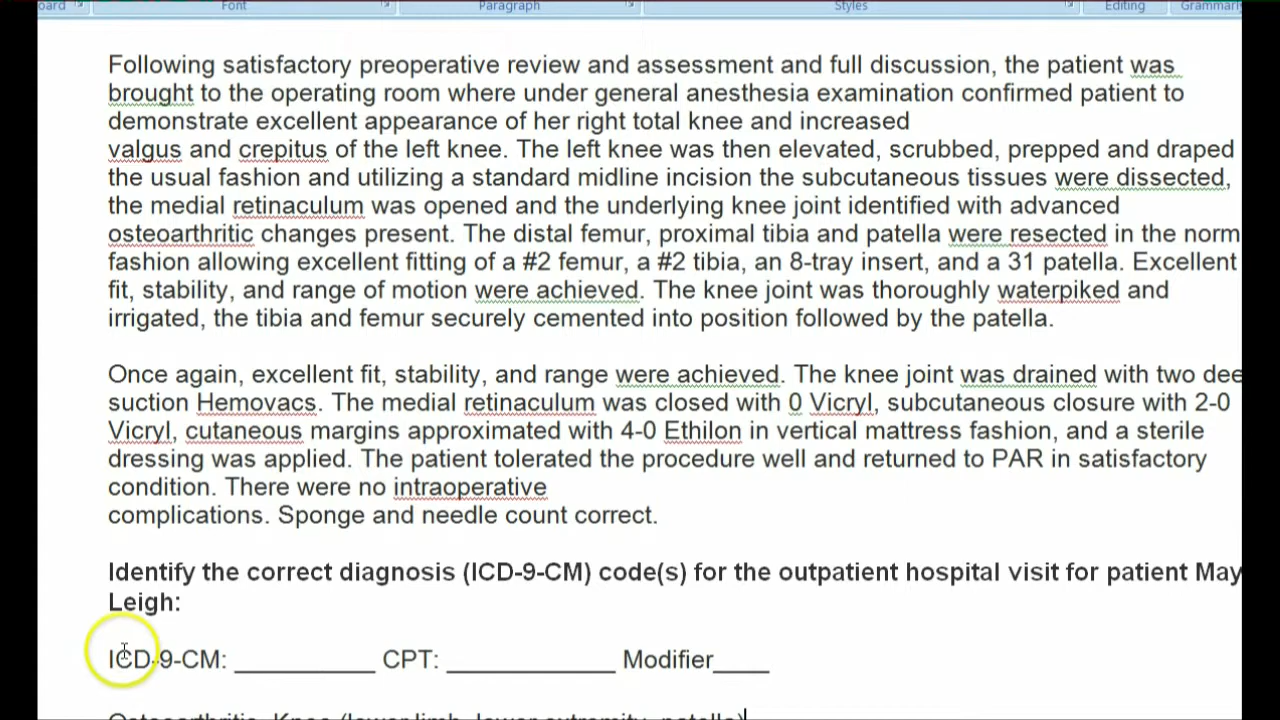 Font Paragraph Styles Editing
Following satisfactory preoperative review and assessment and full discussion, the patient was
brought to the operating room where under general anesthesia examination confirmed patient to
demonstrate excellent appearance of her right total knee and increased
valgus and crepitus of the left knee. The left knee was then elevated, scrubbed, prepped and draped
the usual fashion and utilizing a standard midline incision the subcutaneous tissues were dissected,
the medial retinaculum was opened and the underlying knee joint identified with advanced
osteoarthritic changes present. The distal femur, proximal tibia and patella were resected in the norm
fashion allowing excellent fitting of a #2 femur, a #2 tibia, an 8-tray insert, and a 31 patella. Excellent
fit, stability, and range of motion were achieved. The knee joint was thoroughly waterpiked and
irrigated, the tibia and femur securely cemented into position followed by the patella.
Once again, excellent fit, stability, and range were achieved. The knee joint was drained with two dee
suction Hemovacs. The medial retinaculum was closed with 0 Vicryl, subcutaneous closure with 2-0
Vicryl, cutaneous margins approximated with 4-0 Ethilon in vertical mattress fashion, and a sterile
dressing was applied. The patient tolerated the procedure well and returned to PAR in satisfactory
condition. There were no intraoperative
complications. Sponge and needle count correct.
Identify the correct diagnosis (ICD-9-CM) code(s) for the outpatient hospital visit for patient May
Leigh:
ICD-9-CM: __________ CPT: ____________ Modifier____
Osteoarthritis, Knee (lower limb, lower extremity, patella)